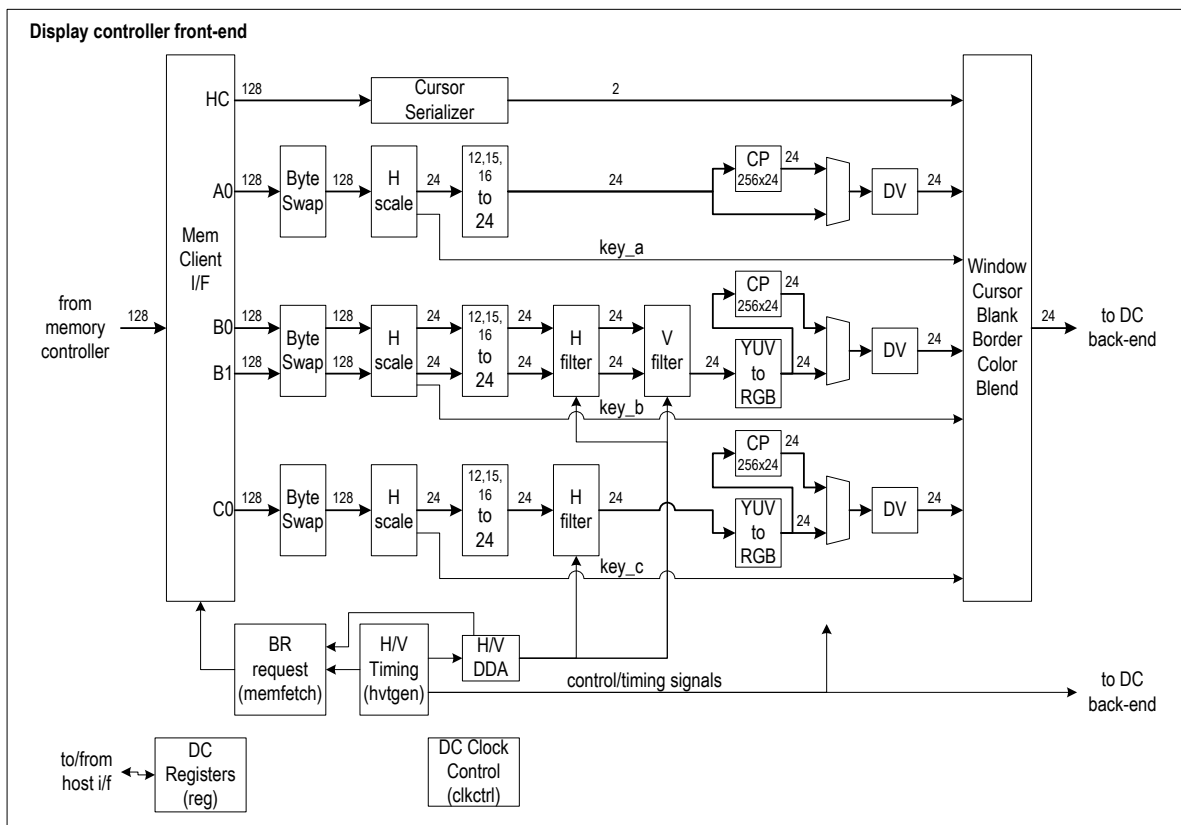 Display controller front-end
HC
128
Cursor
Serializer
2
A0
128
Byte
Swap
128
H
scale
24
12,15,
16
to
24
24
CP
256x24
24
DV
24
key_a
Mem
Client
I/F
from
memory
controller
128
B0
128
B1
128
Byte
Swap
128
128
H
scale
24
24
12,15,
16
to
24
24
24
H
filter
24
24
V
filter
24
YUV
to
RGB
24
CP
256x24
24
DV
24
key_b
Window
Cursor
Blank
Border
Color
Blend
24
to DC
back-end
C0
128
Byte
Swap
128
H
scale
24
12,15,
16
to
24
24
H
filter
24
YUV
to
RGB
24
CP
256x24
24
DV
24
key_c
BR
request
(memfetch)
H/V
Timing
(hvtgen)
H/V
DDA
control/timing signals
to DC
back-end
to/from
host i/f
DC
Registers
(reg)
DC Clock
Control
(clkctrl)